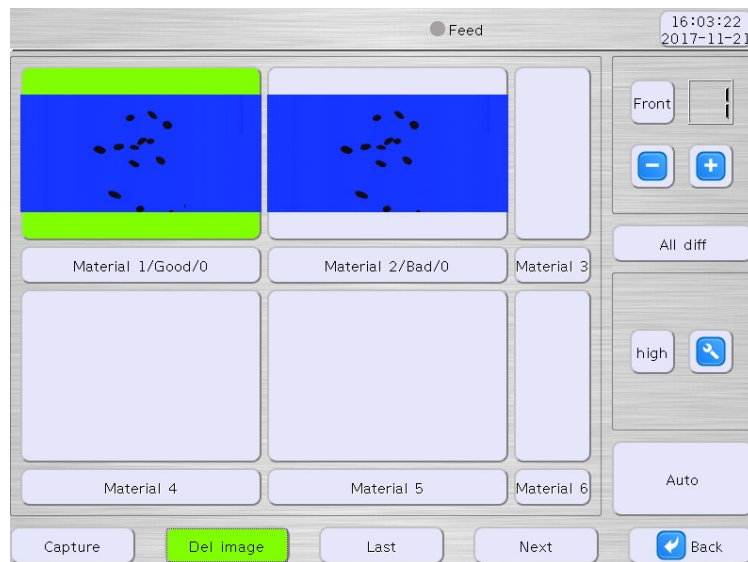 Feed
16:03:22
2017-11-21
Front
1
Material 1/Good/0
Material 2/Bad/0
Material 3
All diff
high
Material 4
Material 5
Material 6
Auto
Capture
Del image
Last
Next
Back